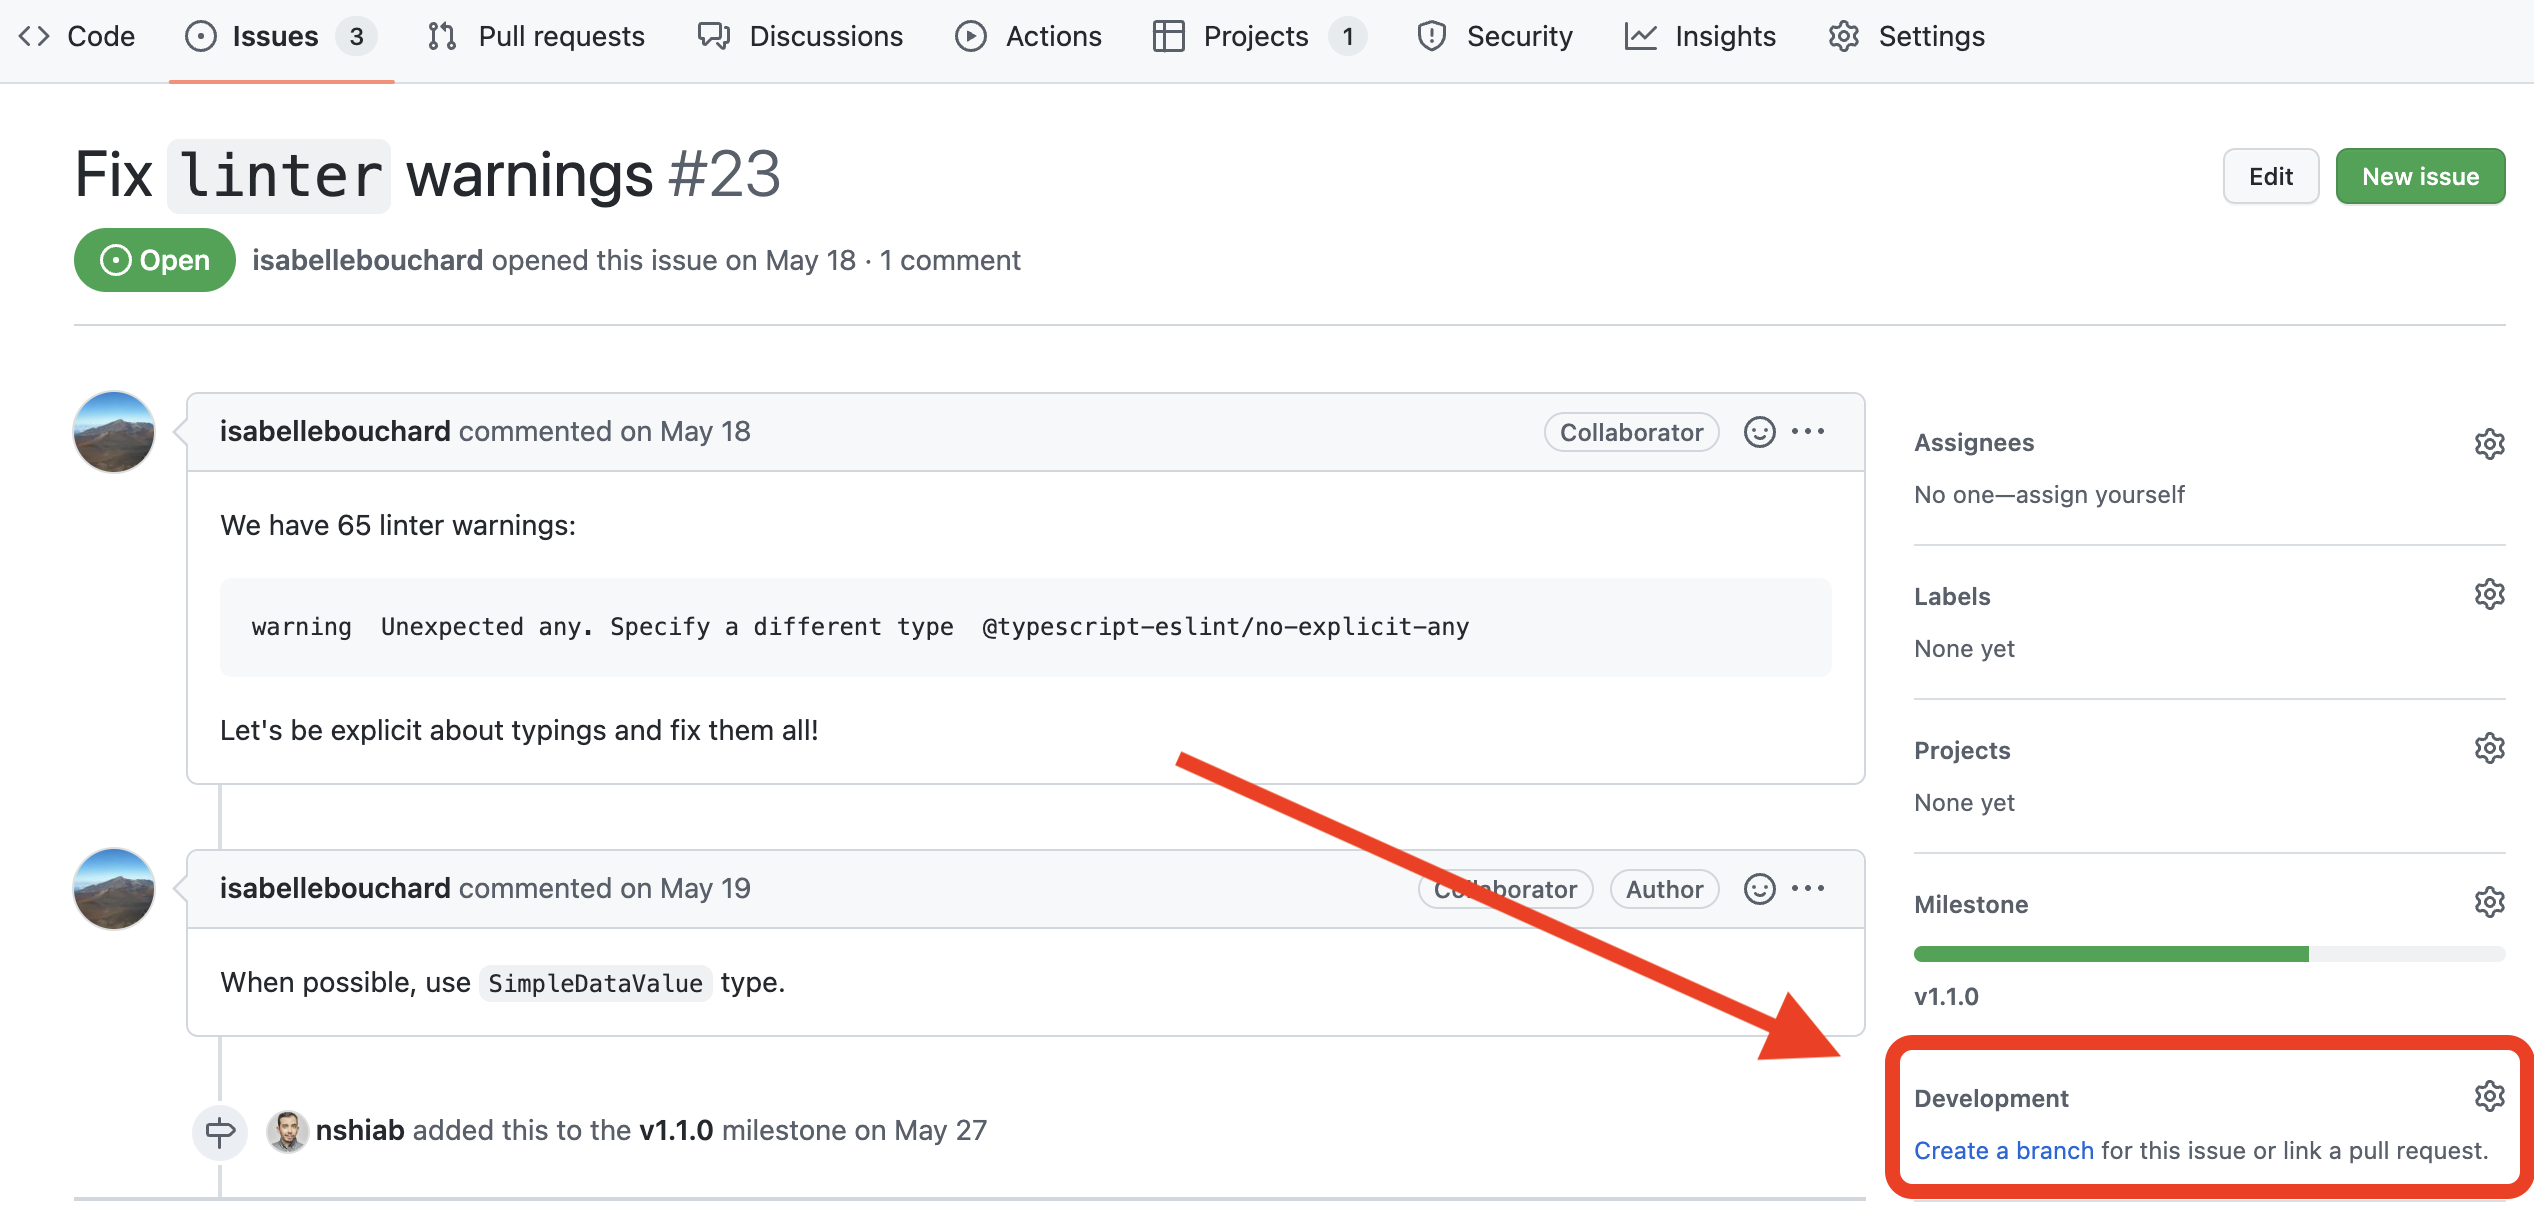 Code Issues 3 Pull requests Discussions Actions Projects 1 Security Insights Settings
Fix linter warnings #23
Edit New issue
Open isabellebouchard opened this issue on May 18 · 1 comment
isabellebouchard commented on May 18 Collaborator
We have 65 linter warnings:
warning  Unexpected any. Specify a different type  @typescript-eslint/no-explicit-any
Let's be explicit about typings and fix them all!
isabellebouchard commented on May 19 Collaborator Author
When possible, use SimpleDataValue type.
nshiab added this to the v1.1.0 milestone on May 27
Assignees
No one—assign yourself
Labels
None yet
Projects
None yet
Milestone
v1.1.0
Development
Create a branch for this issue or link a pull request.